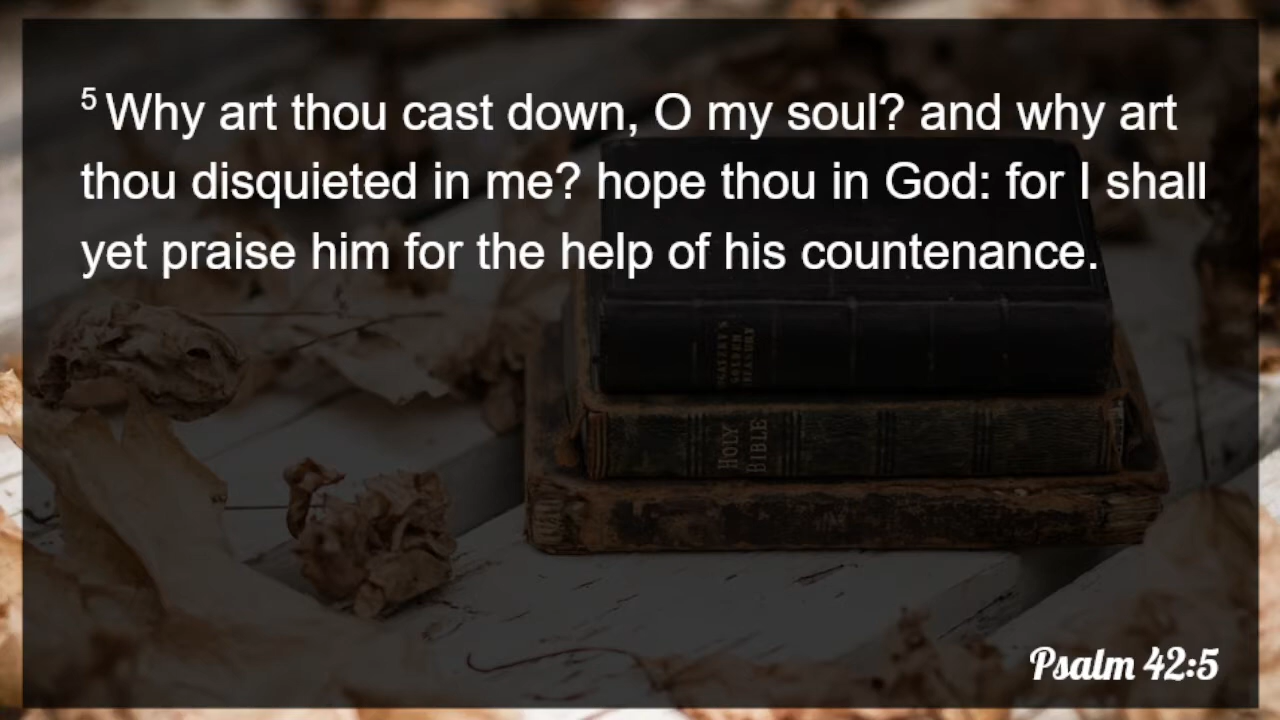 5 Why art thou cast down, O my soul? and why art
thou disquieted in me? hope thou in God: for I shall
yet praise him for the help of his countenance.
HOLY
BIBLE
Psalm 42:5